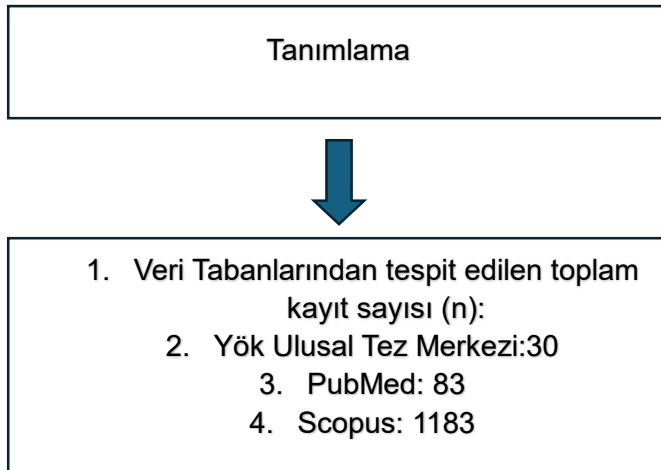 Tanımlama
1. Veri Tabanlarından tespit edilen toplam
kayıt sayısı (n):
2. Yök Ulusal Tez Merkezi:30
3. PubMed: 83
4. Scopus: 1183